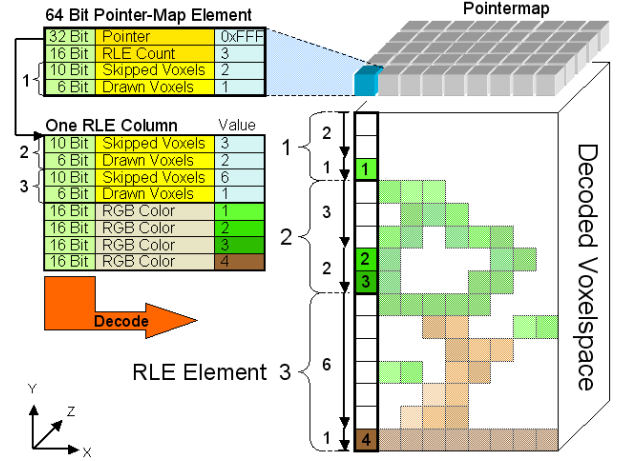 64 Bit Pointer-Map Element
32 Bit Pointer 0xFFF
16 Bit RLE Count 3
10 Bit Skipped Voxels 2
6 Bit Drawn Voxels 1
1
One RLE Column Value
10 Bit Skipped Voxels 3
6 Bit Drawn Voxels 2
2
10 Bit Skipped Voxels 6
6 Bit Drawn Voxels 1
3
16 Bit RGB Color 1
16 Bit RGB Color 2
16 Bit RGB Color 3
16 Bit RGB Color 4
Decode
Y
Z
X
Pointermap
1
2
1
1
2
3
2
2
3
RLE Element 3
6
1
4
Decoded Voxelspace